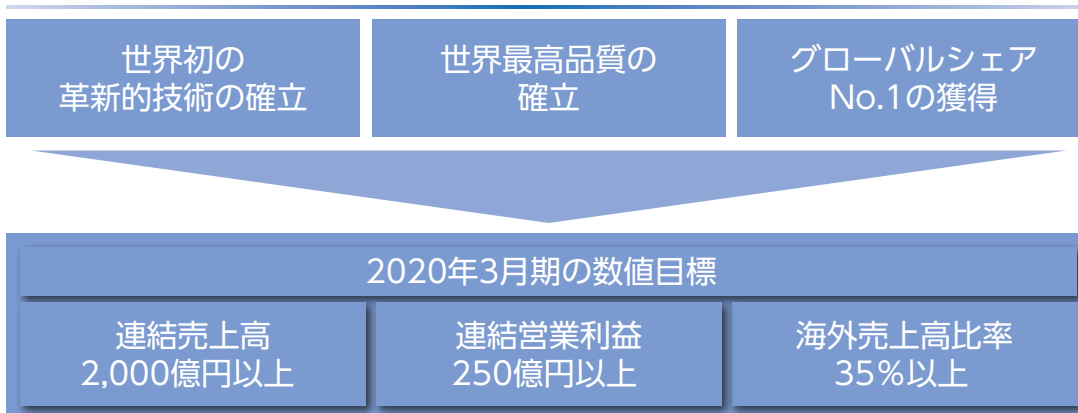 世界初の
革新的技術の確立
世界最高品質の
確立
グローバルシェア
No.1の獲得
2020年3月期の数値目標
連結売上高
2,000億円以上
連結営業利益
250億円以上
海外売上高比率
35%以上